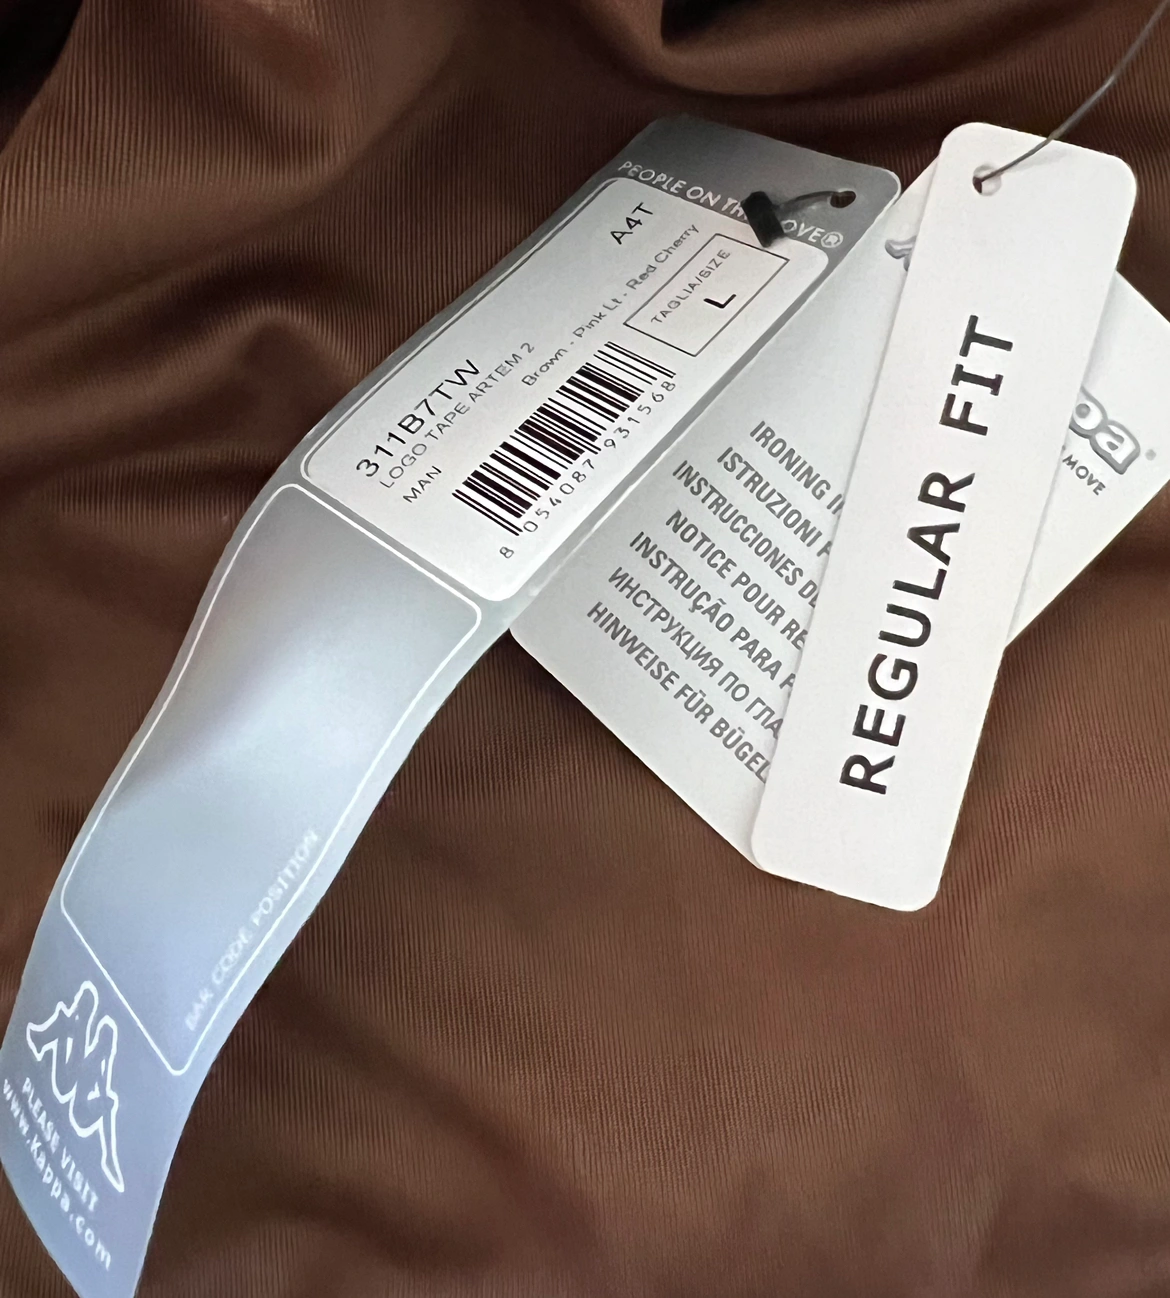 PEOPLE ON THE MOVE®
A4T
311B7TW
LOGO TAPE ARTEM 2
Brown - Pink Lt - Red Cherry
MAN
TAGLIA/SIZE
L
8 054087 931568
BAR CODE POSITION
PLEASE VISIT
www.Kappa.com
IRONING
ISTRUZIONI
INSTRUCCIONES
NOTICE POUR
INSTRUÇÃO PARA
ИНСТРУКЦИЯ ПО
HINWEISE FÜR BÜGEL
pa®
MOVE
REGULAR FIT